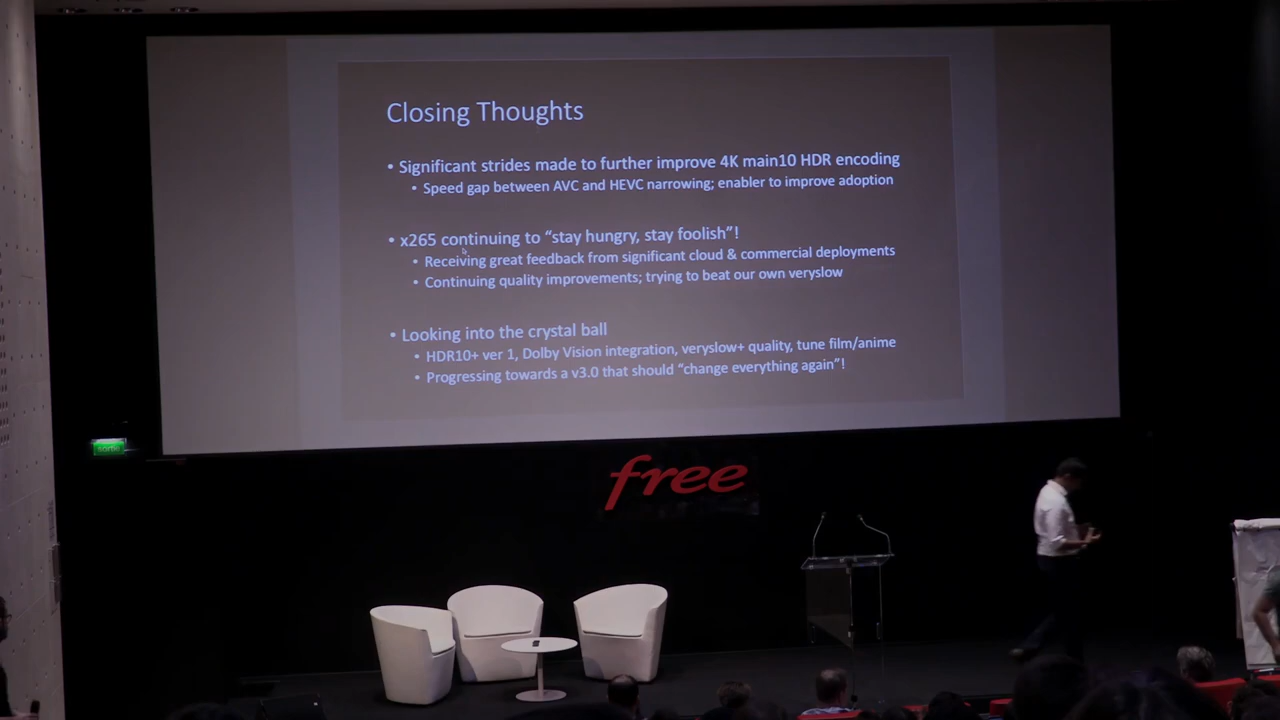 Closing Thoughts
• Significant strides made to further improve 4K main10 HDR encoding
• Speed gap between AVC and HEVC narrowing; enabler to improve adoption
• x265 continuing to “stay hungry, stay foolish”!
• Receiving great feedback from significant cloud & commercial deployments
• Continuing quality improvements; trying to beat our own veryslow
• Looking into the crystal ball
• HDR10+ ver 1, Dolby Vision integration, veryslow+ quality, tune film/anime
• Progressing towards a v3.0 that should “change everything again”!
sortie
free